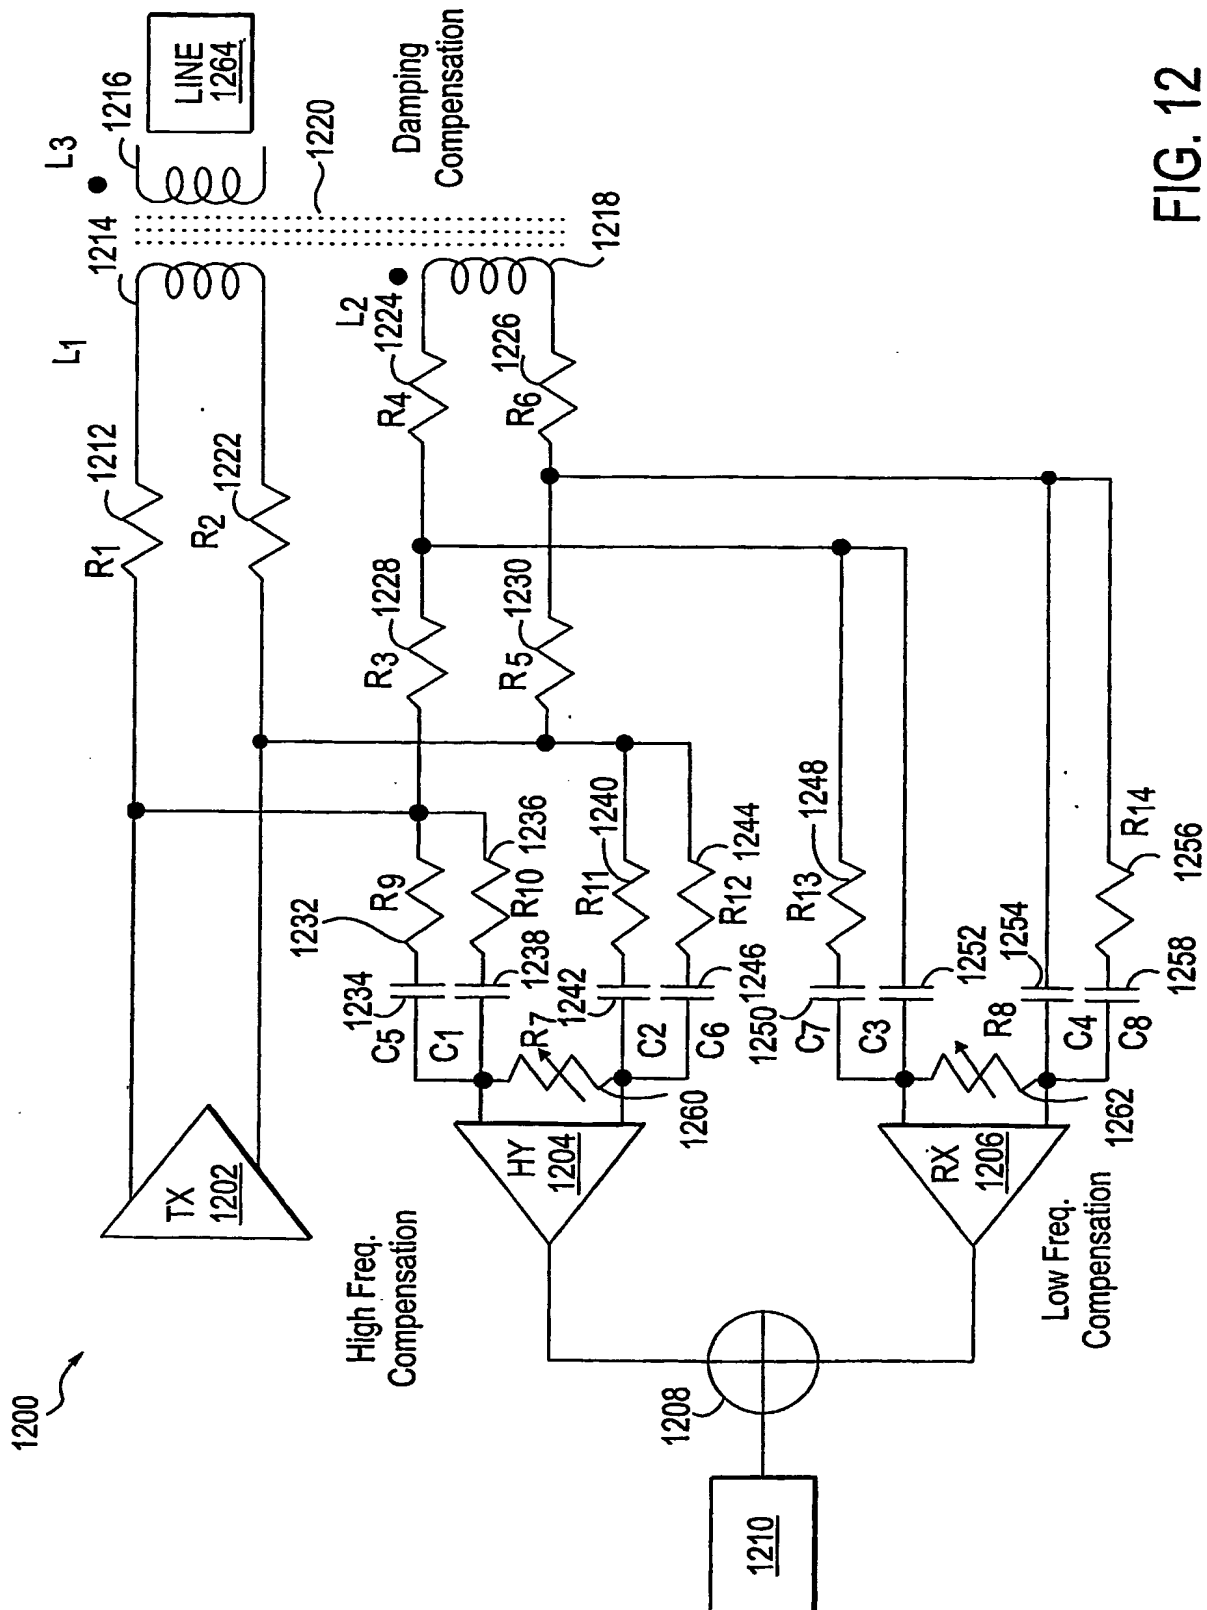 1200
TX
1202
R1
1212
R2
1222
L1
1214
L3
1216
LINE
1264
1220
Damping
Compensation
L2
1224
R4
1226
R6
1218
R3
1228
R5
1230
High Freq.
Compensation
1232
R9
1234
C5
1236
R10
1238
C1
R7
1240
R11
1242
C2
1244
R12
1246
C6
HY
1204
1260
1248
R13
1250
C7
1252
C3
R8
1254
C4
R14
1256
1258
C8
RX
1206
1262
Low Freq.
Compensation
1208
1210
FIG. 12